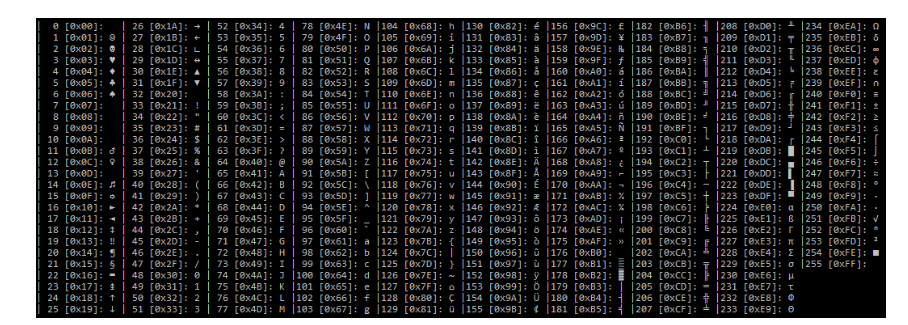 0 [0x00]: | 26 [0x1A]: → | 52 [0x34]: 4 | 78 [0x4E]: N |104 [0x68]: h |130 [0x82]: é |156 [0x9C]: £ |182 [0xB6]: ╢ |208 [0xD0]: ╨ |234 [0xEA]: Ω
1 [0x01]: ☺ | 27 [0x1B]: ← | 53 [0x35]: 5 | 79 [0x4F]: O |105 [0x69]: i |131 [0x83]: â |157 [0x9D]: ¥ |183 [0xB7]: ╖ |209 [0xD1]: ╤ |235 [0xEB]: δ
2 [0x02]: ☻ | 28 [0x1C]: ∟ | 54 [0x36]: 6 | 80 [0x50]: P |106 [0x6A]: j |132 [0x84]: ä |158 [0x9E]: ₧ |184 [0xB8]: ╕ |210 [0xD2]: ╥ |236 [0xEC]: ∞
3 [0x03]: ♥ | 29 [0x1D]: ↔ | 55 [0x37]: 7 | 81 [0x51]: Q |107 [0x6B]: k |133 [0x85]: à |159 [0x9F]: ƒ |185 [0xB9]: ╣ |211 [0xD3]: ╙ |237 [0xED]: φ
4 [0x04]: ♦ | 30 [0x1E]: ▲ | 56 [0x38]: 8 | 82 [0x52]: R |108 [0x6C]: l |134 [0x86]: å |160 [0xA0]: á |186 [0xBA]: ║ |212 [0xD4]: ╘ |238 [0xEE]: ε
5 [0x05]: ♣ | 31 [0x1F]: ▼ | 57 [0x39]: 9 | 83 [0x53]: S |109 [0x6D]: m |135 [0x87]: ç |161 [0xA1]: í |187 [0xBB]: ╗ |213 [0xD5]: ╒ |239 [0xEF]: ∩
6 [0x06]: ♠ | 32 [0x20]: | 58 [0x3A]: : | 84 [0x54]: T |110 [0x6E]: n |136 [0x88]: ê |162 [0xA2]: ó |188 [0xBC]: ╝ |214 [0xD6]: ╓ |240 [0xF0]: ≡
7 [0x07]: | 33 [0x21]: ! | 59 [0x3B]: ; | 85 [0x55]: U |111 [0x6F]: o |137 [0x89]: ë |163 [0xA3]: ú |189 [0xBD]: ╜ |215 [0xD7]: ╫ |241 [0xF1]: ±
8 [0x08]: | 34 [0x22]: " | 60 [0x3C]: < | 86 [0x56]: V |112 [0x70]: p |138 [0x8A]: è |164 [0xA4]: ñ |190 [0xBE]: ╛ |216 [0xD8]: ╪ |242 [0xF2]: ≥
9 [0x09]: | 35 [0x23]: # | 61 [0x3D]: = | 87 [0x57]: W |113 [0x71]: q |139 [0x8B]: ï |165 [0xA5]: Ñ |191 [0xBF]: ┐ |217 [0xD9]: ┘ |243 [0xF3]: ≤
10 [0x0A]: | 36 [0x24]: $ | 62 [0x3E]: > | 88 [0x58]: X |114 [0x72]: r |140 [0x8C]: î |166 [0xA6]: ª |192 [0xC0]: └ |218 [0xDA]: ┌ |244 [0xF4]: ⌠
11 [0x0B]: ♂ | 37 [0x25]: % | 63 [0x3F]: ? | 89 [0x59]: Y |115 [0x73]: s |141 [0x8D]: ì |167 [0xA7]: º |193 [0xC1]: ┴ |219 [0xDB]: █ |245 [0xF5]: ⌡
12 [0x0C]: ♀ | 38 [0x26]: & | 64 [0x40]: @ | 90 [0x5A]: Z |116 [0x74]: t |142 [0x8E]: Ä |168 [0xA8]: ¿ |194 [0xC2]: ┬ |220 [0xDC]: ▄ |246 [0xF6]: ÷
13 [0x0D]: | 39 [0x27]: ' | 65 [0x41]: A | 91 [0x5B]: [ |117 [0x75]: u |143 [0x8F]: Å |169 [0xA9]: ⌐ |195 [0xC3]: ├ |221 [0xDD]: ▌ |247 [0xF7]: ≈
14 [0x0E]: ♫ | 40 [0x28]: ( | 66 [0x42]: B | 92 [0x5C]: \ |118 [0x76]: v |144 [0x90]: É |170 [0xAA]: ¬ |196 [0xC4]: ─ |222 [0xDE]: ▐ |248 [0xF8]: °
15 [0x0F]: ☼ | 41 [0x29]: ) | 67 [0x43]: C | 93 [0x5D]: ] |119 [0x77]: w |145 [0x91]: æ |171 [0xAB]: ½ |197 [0xC5]: ┼ |223 [0xDF]: ▀ |249 [0xF9]: ∙
16 [0x10]: ► | 42 [0x2A]: * | 68 [0x44]: D | 94 [0x5E]: ^ |120 [0x78]: x |146 [0x92]: Æ |172 [0xAC]: ¼ |198 [0xC6]: ╞ |224 [0xE0]: α |250 [0xFA]: ·
17 [0x11]: ◄ | 43 [0x2B]: + | 69 [0x45]: E | 95 [0x5F]: _ |121 [0x79]: y |147 [0x93]: ô |173 [0xAD]: ¡ |199 [0xC7]: ╟ |225 [0xE1]: ß |251 [0xFB]: √
18 [0x12]: ↕ | 44 [0x2C]: , | 70 [0x46]: F | 96 [0x60]: ` |122 [0x7A]: z |148 [0x94]: ö |174 [0xAE]: « |200 [0xC8]: ╚ |226 [0xE2]: Γ |252 [0xFC]: ⁿ
19 [0x13]: ‼ | 45 [0x2D]: - | 71 [0x47]: G | 97 [0x61]: a |123 [0x7B]: { |149 [0x95]: ò |175 [0xAF]: » |201 [0xC9]: ╔ |227 [0xE3]: π |253 [0xFD]: ²
20 [0x14]: ¶ | 46 [0x2E]: . | 72 [0x48]: H | 98 [0x62]: b |124 [0x7C]: | |150 [0x96]: û |176 [0xB0]: ░ |202 [0xCA]: ╩ |228 [0xE4]: Σ |254 [0xFE]: ■
21 [0x15]: § | 47 [0x2F]: / | 73 [0x49]: I | 99 [0x63]: c |125 [0x7D]: } |151 [0x97]: ù |177 [0xB1]: ▒ |203 [0xCB]: ╦ |229 [0xE5]: σ |255 [0xFF]:
22 [0x16]: ▬ | 48 [0x30]: 0 | 74 [0x4A]: J |100 [0x64]: d |126 [0x7E]: ~ |152 [0x98]: ÿ |178 [0xB2]: ▓ |204 [0xCC]: ╠ |230 [0xE6]: µ
23 [0x17]: ↨ | 49 [0x31]: 1 | 75 [0x4B]: K |101 [0x65]: e |127 [0x7F]: ⌂ |153 [0x99]: Ö |179 [0xB3]: │ |205 [0xCD]: ═ |231 [0xE7]: τ
24 [0x18]: ↑ | 50 [0x32]: 2 | 76 [0x4C]: L |102 [0x66]: f |128 [0x80]: Ç |154 [0x9A]: Ü |180 [0xB4]: ┤ |206 [0xCE]: ╬ |232 [0xE8]: Φ
25 [0x19]: ↓ | 51 [0x33]: 3 | 77 [0x4D]: M |103 [0x67]: g |129 [0x81]: ü |155 [0x9B]: ¢ |181 [0xB5]: ╡ |207 [0xCF]: ╧ |233 [0xE9]: Θ